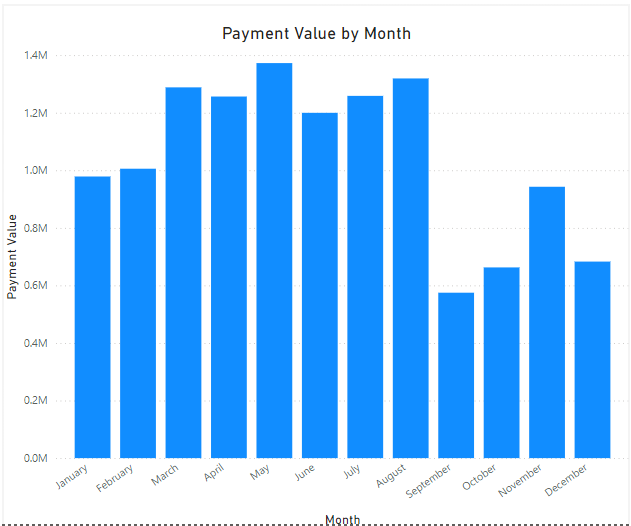 Payment Value by Month
1.4M
1.2M
1.0M
0.8M
0.6M
0.4M
0.2M
0.0M
Payment Value
January
February
March
April
May
June
July
August
September
October
November
December
Month